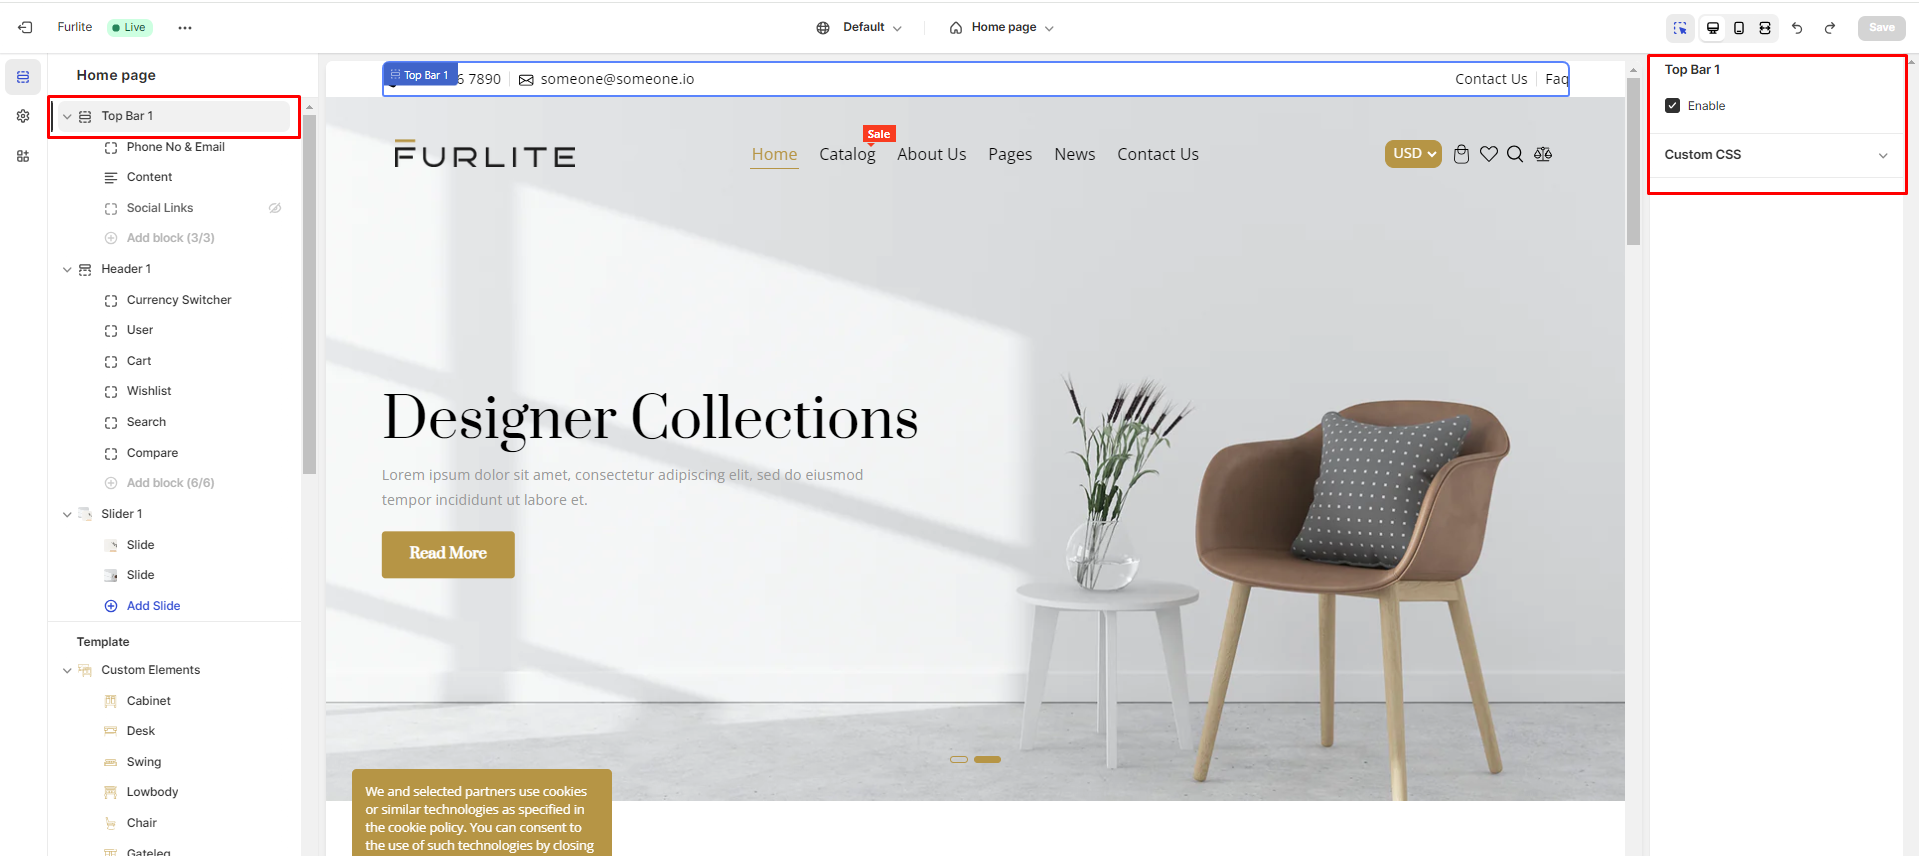 Furlite
Live
Default
Home page
Save
Home page
Top Bar 1
Phone No & Email
Content
Social Links
Add block (3/3)
Header 1
Currency Switcher
User
Cart
Wishlist
Search
Compare
Add block (6/6)
Slider 1
Slide
Slide
Add Slide
Template
Custom Elements
Cabinet
Desk
Swing
Lowbody
Chair
Gateleg
Top Bar 1
6 7890
someone@someone.io
Contact Us
Faq
FURLITE
Sale
Home Catalog About Us Pages News Contact Us
USD
Designer Collections
Lorem ipsum dolor sit amet, consectetur adipiscing elit, sed do eiusmod
tempor incididunt ut labore et.
Read More
We and selected partners use cookies
or similar technologies as specified in
the cookie policy. You can consent to
the use of such technologies by closing
Top Bar 1
Enable
Custom CSS